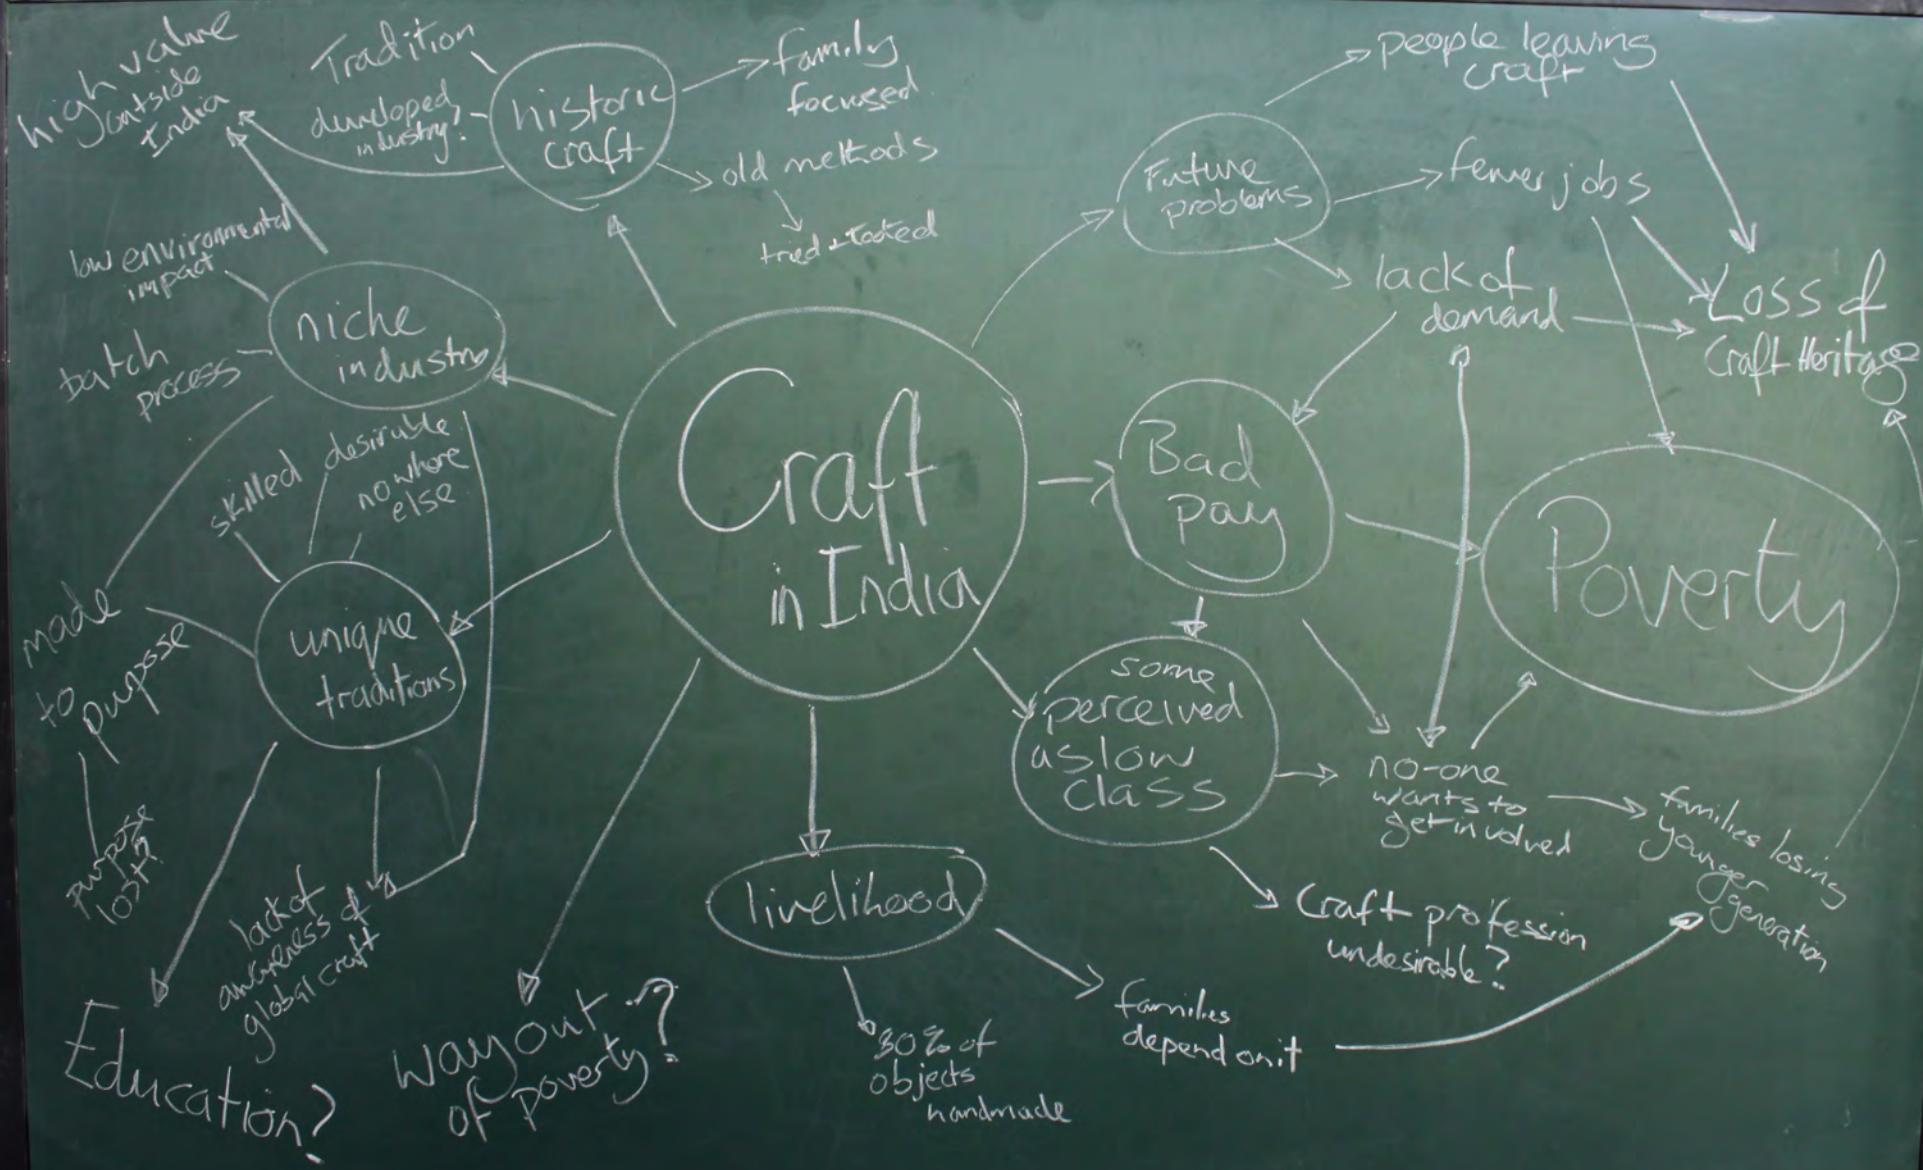 high value
outside
India
Tradition
developed
industry?
historic
craft
family
focused
old methods
tried + tested
people leaving
craft
Future
problems
fewer jobs
lack of
demand
Loss of
Craft Heritage
low environmental
impact
batch
process
niche
industry
skilled
desirable
nowhere
else
Craft
in India
Bad
pay
Poverty
made
to purpose
purpose
lost?
unique
traditions
some
perceived
as low
class
no-one
wants to
get involved
families losing
younger
generation
Craft profession
undesirable?
livelihood
families
depend on it
lack of
awareness of
global craft
Education?
way out
of poverty?
% of
objects
handmade